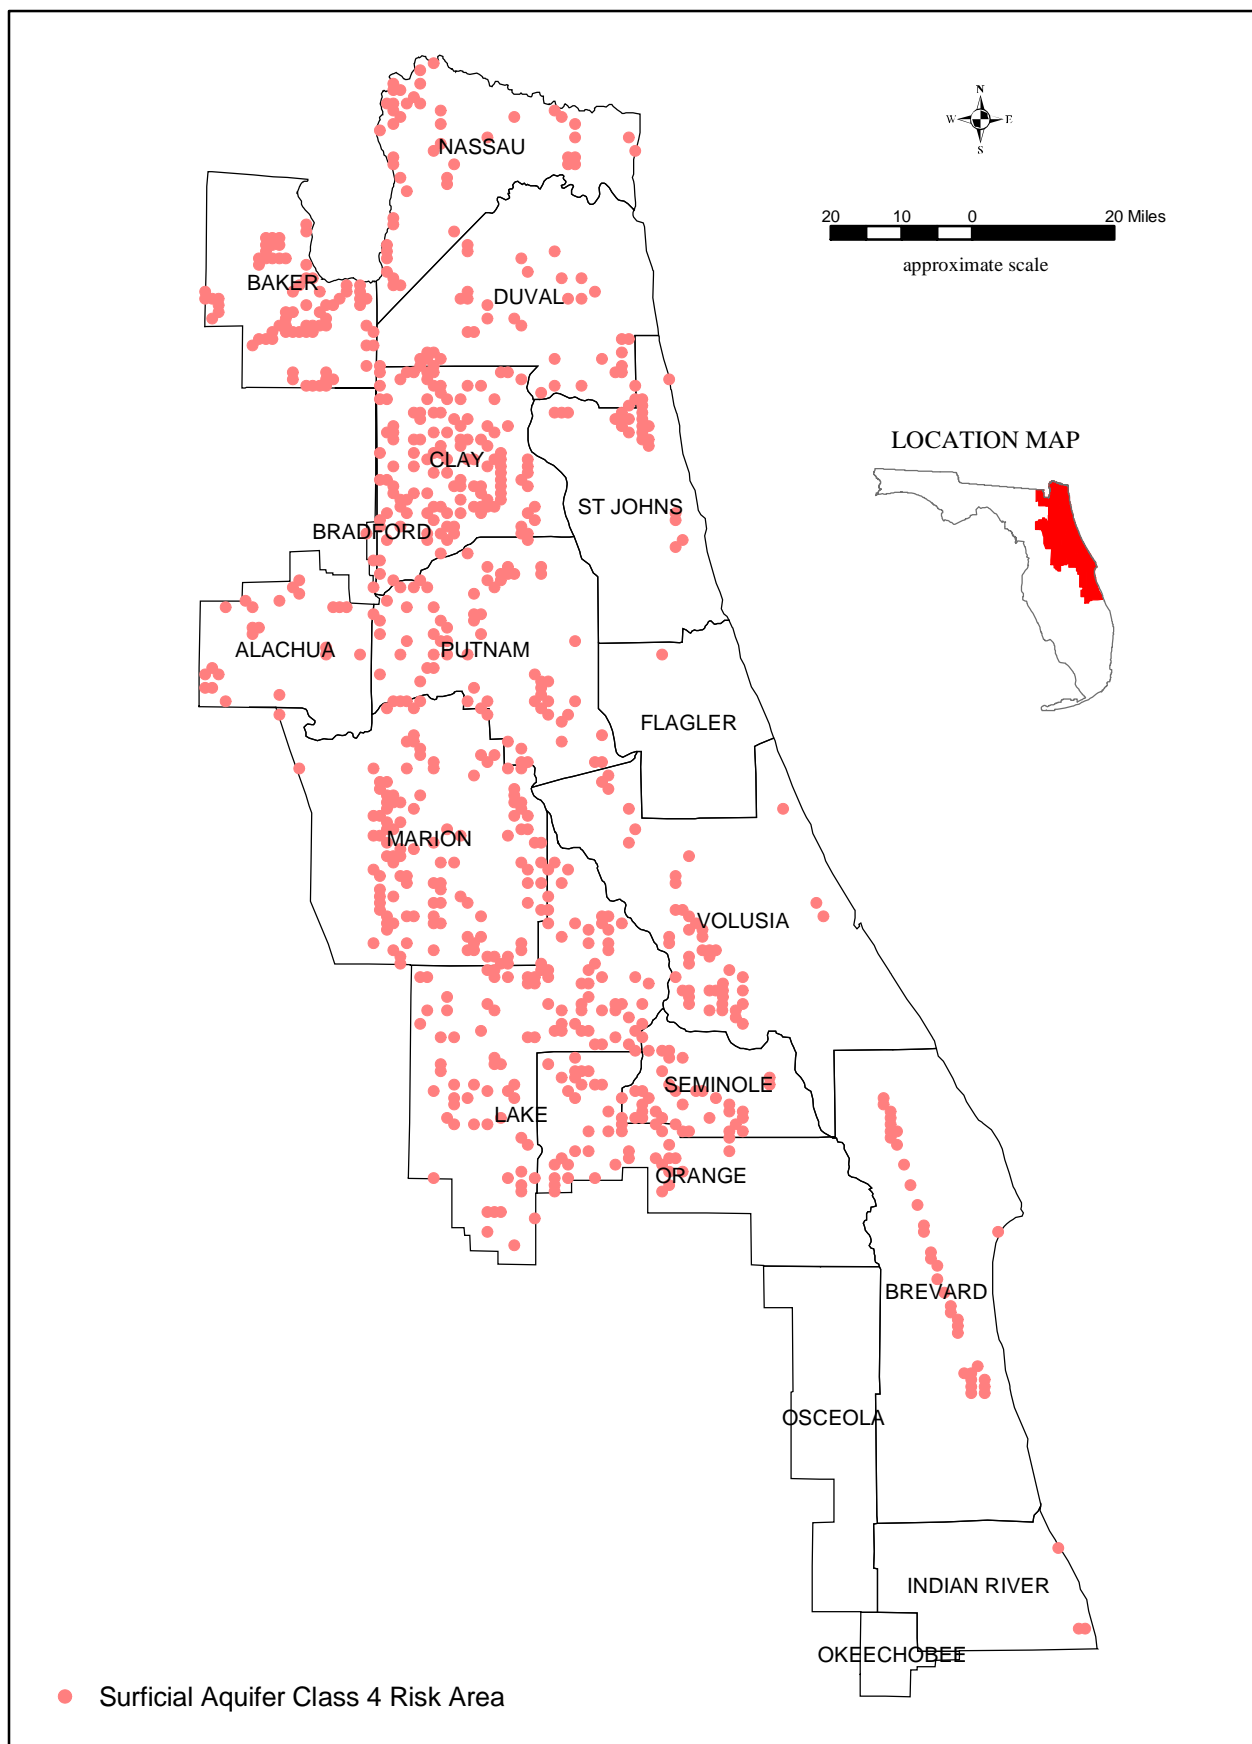 N
W E
S
20 10 0 20 Miles
approximate scale
NASSAU
BAKER
DUVAL
LOCATION MAP
CLAY
ST JOHNS
BRADFORD
ALACHUA
PUTNAM
FLAGLER
MARION
VOLUSIA
SEMINOLE
LAKE
ORANGE
BREVARD
OSCEOLA
INDIAN RIVER
OKEECHOBEE
Surficial Aquifer Class 4 Risk Area